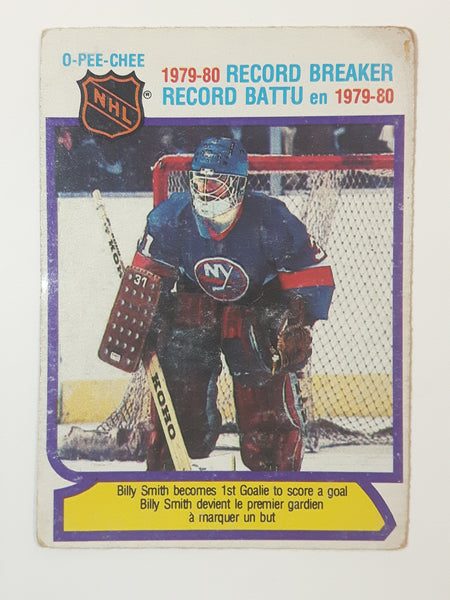 O-PEE-CHEE
NHL
1979-80 RECORD BREAKER
RECORD BATTU en 1979-80
31
NY
KOHO
Billy Smith becomes 1st Goalie to score a goal
Billy Smith devient le premier gardien
à marquer un but